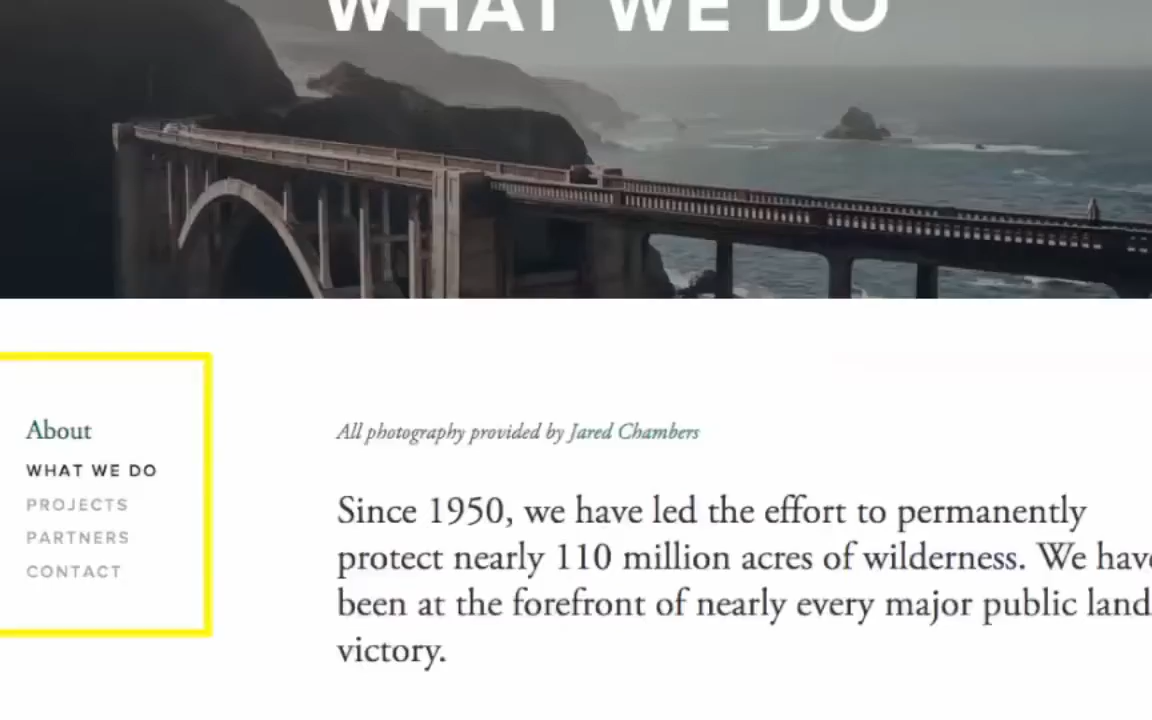 WHAT WE DO
About
WHAT WE DO
PROJECTS
PARTNERS
CONTACT
All photography provided by Jared Chambers
Since 1950, we have led the effort to permanently
protect nearly 110 million acres of wilderness. We have
been at the forefront of nearly every major public land
victory.